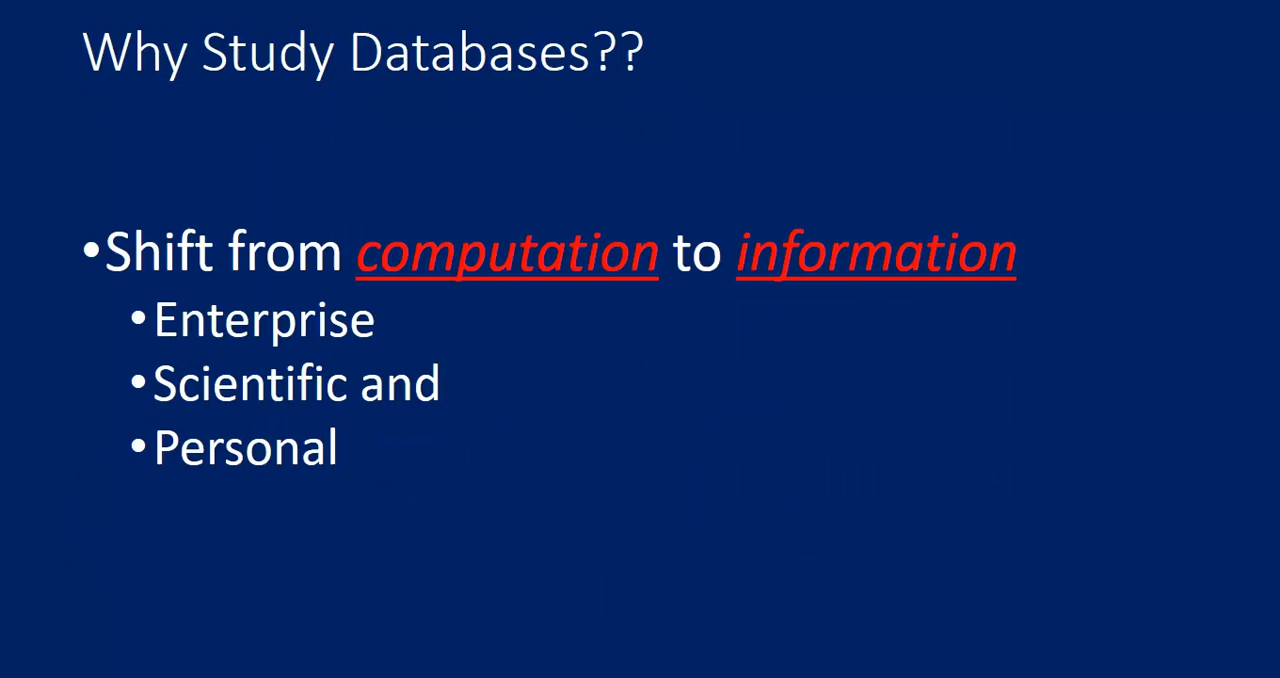 Why Study Databases??
•Shift from computation to information
•Enterprise
•Scientific and
•Personal